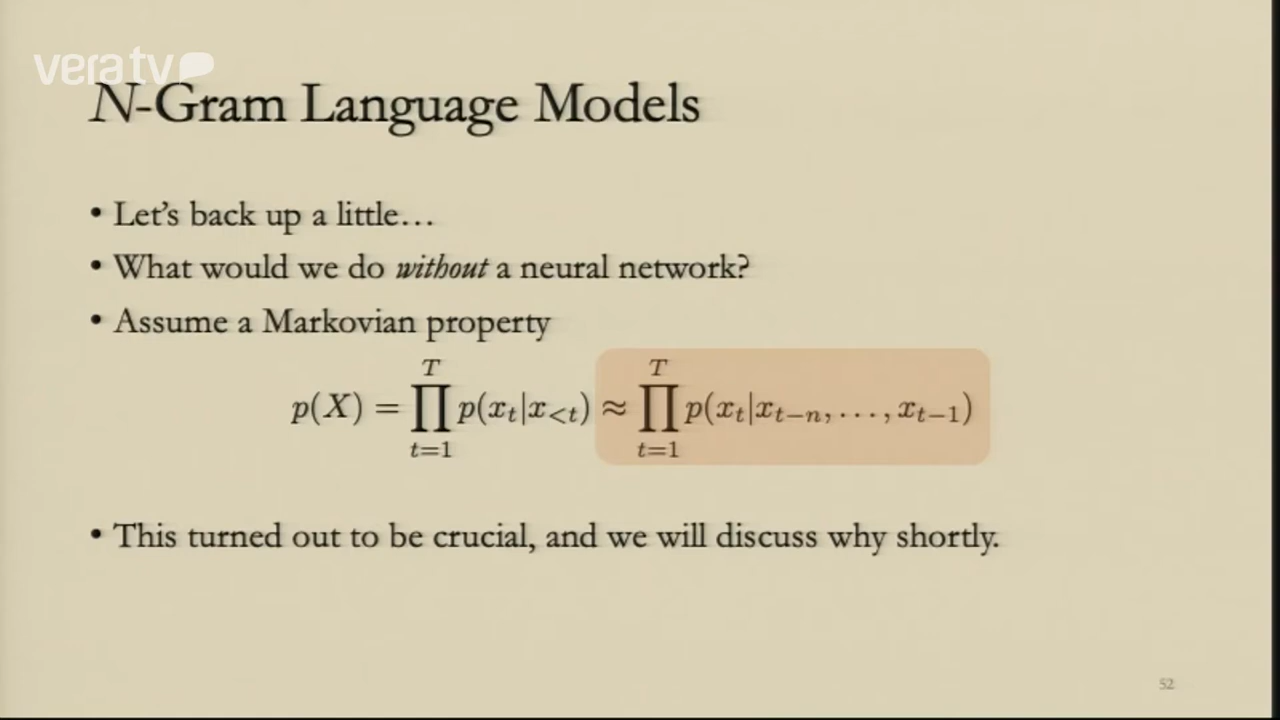 vera tv
N-Gram Language Models
• Let's back up a little…
• What would we do without a neural network?
• Assume a Markovian property
p(X) = ∏_{t=1}^{T} p(x_t|x_{<t}) ≈ ∏_{t=1}^{T} p(x_t|x_{t−n}, . . . , x_{t−1})
• This turned out to be crucial, and we will discuss why shortly.
52